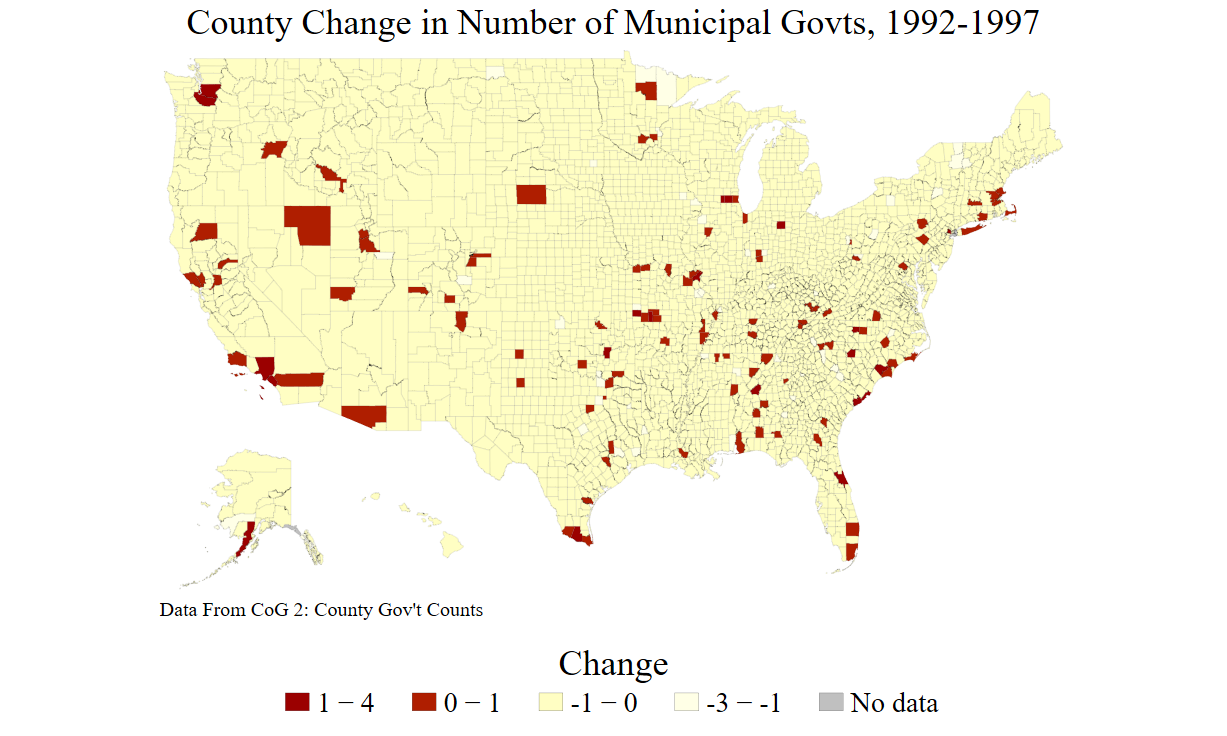 County Change in Number of Municipal Govts, 1992-1997
Data From CoG 2: County Gov't Counts
Change
1 − 4 0 − 1 -1 − 0 -3 − -1 No data